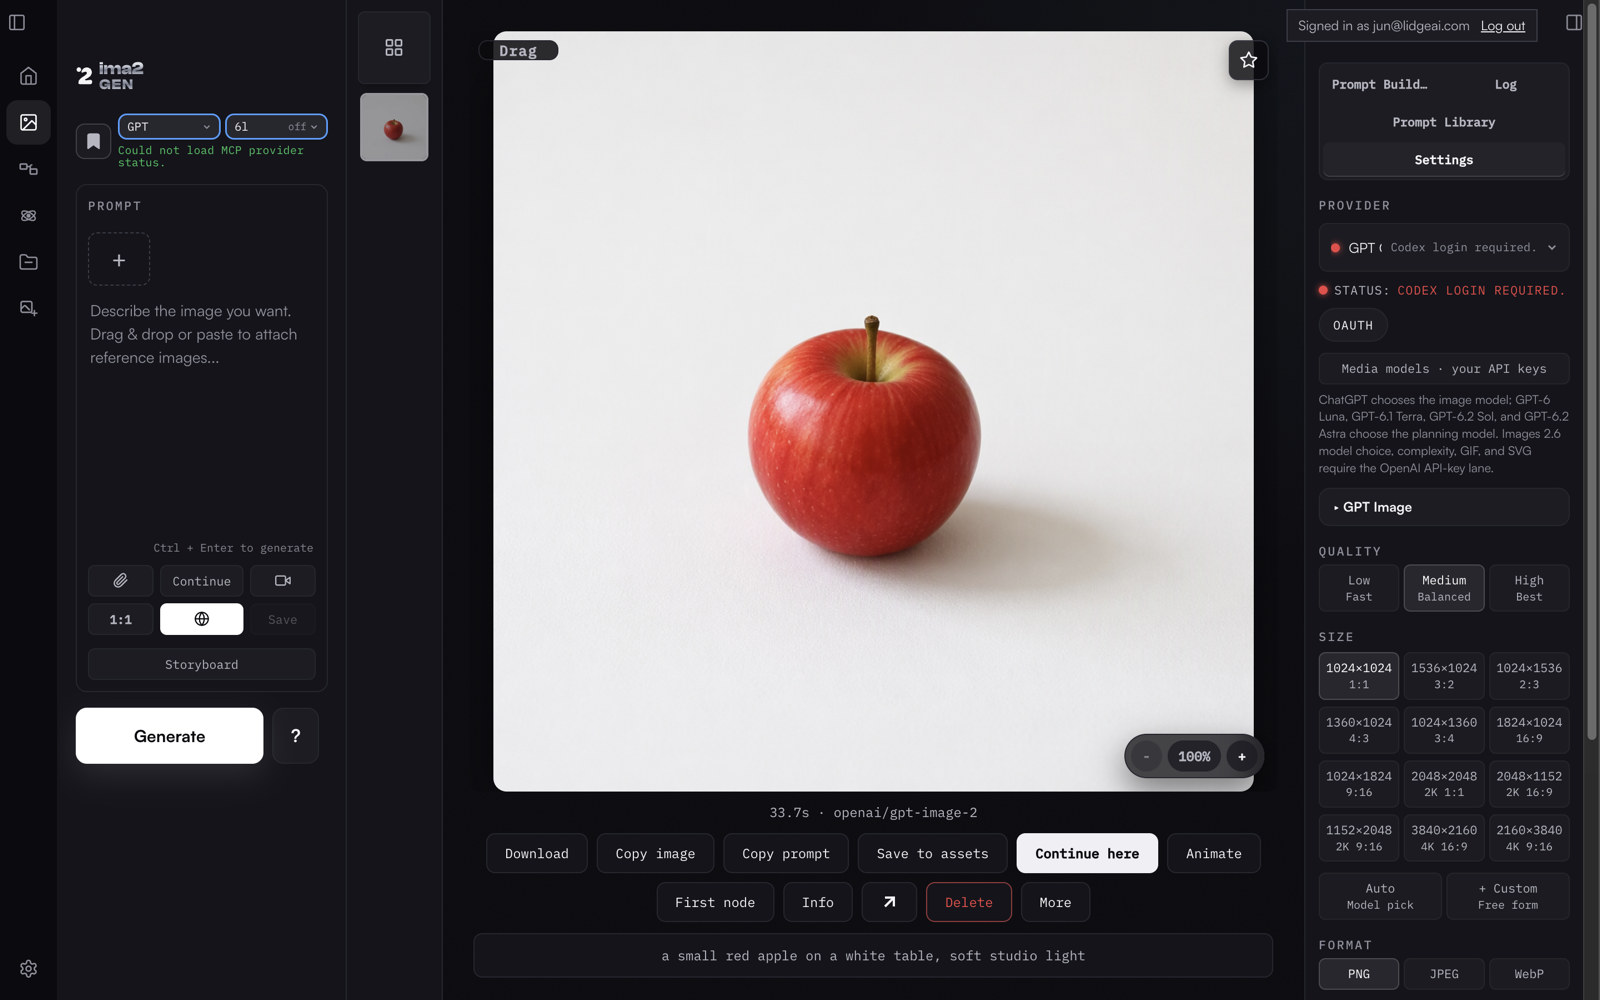 ima2
GEN
GPT
6l
off
Could not load MCP provider
status.
PROMPT
+
Describe the image you want.
Drag & drop or paste to attach
reference images...
Ctrl + Enter to generate
Continue
1:1
Save
Storyboard
Generate
?
Drag
- 100% +
33.7s · openai/gpt-image-2
Download
Copy image
Copy prompt
Save to assets
Continue here
Animate
First node
Info
Delete
More
a small red apple on a white table, soft studio light
Signed in as jun@lidgeai.com Log out
Prompt Build…
Log
Prompt Library
Settings
PROVIDER
GPT Codex login required.
STATUS: CODEX LOGIN REQUIRED.
OAUTH
Media models · your API keys
ChatGPT chooses the image model; GPT-6
Luna, GPT-6.1 Terra, GPT-6.2 Sol, and GPT-6.2
Astra choose the planning model. Images 2.6
model choice, complexity, GIF, and SVG
require the OpenAI API-key lane.
GPT Image
QUALITY
Low
Fast
Medium
Balanced
High
Best
SIZE
1024×1024
1:1
1536×1024
3:2
1024×1536
2:3
1360×1024
4:3
1024×1360
3:4
1824×1024
16:9
1024×1824
9:16
2048×2048
2K 1:1
2048×1152
2K 16:9
1152×2048
2K 9:16
3840×2160
4K 16:9
2160×3840
4K 9:16
Auto
Model pick
+ Custom
Free form
FORMAT
PNG
JPEG
WebP